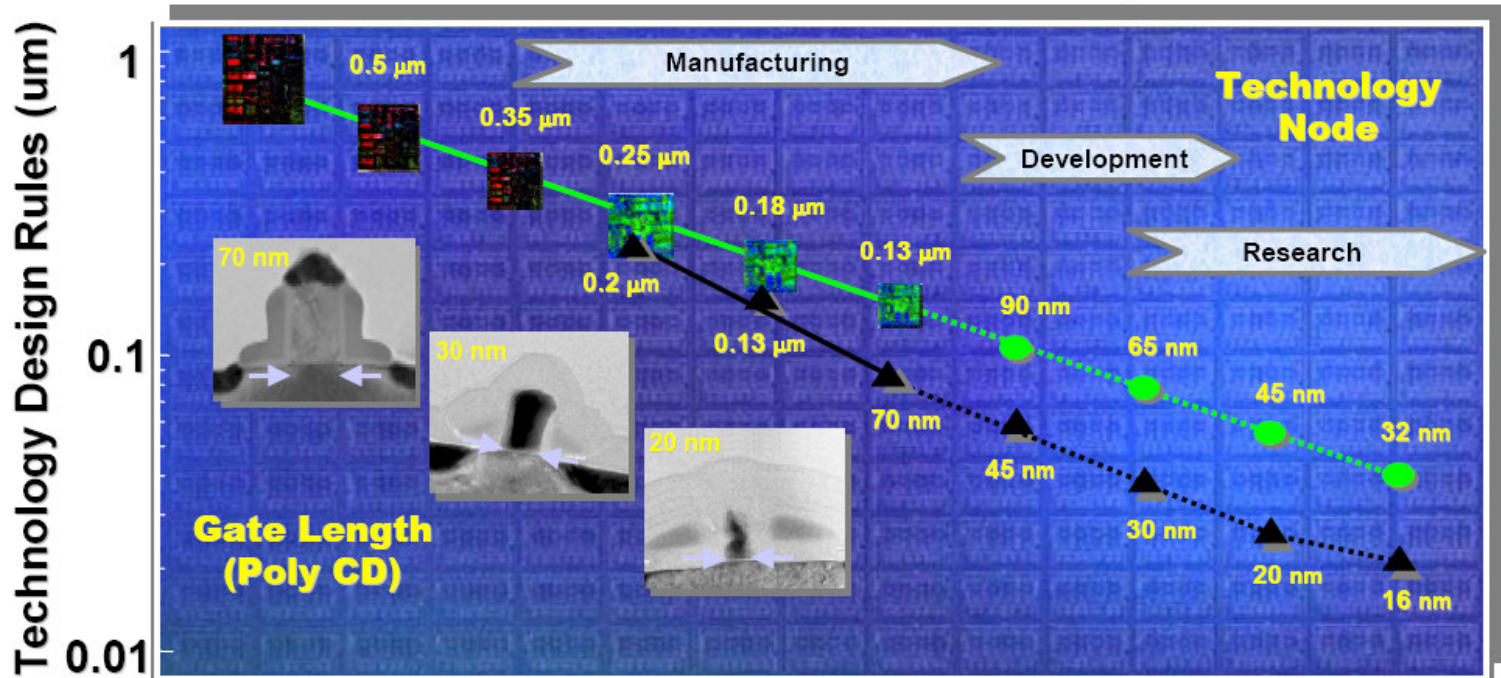 Technology Design Rules (um)
1
0.1
0.01
0.5 μm
0.35 μm
0.25 μm
0.18 μm
0.13 μm
90 nm
65 nm
45 nm
32 nm
Manufacturing
Development
Research
Technology
Node
0.2 μm
0.13 μm
70 nm
45 nm
30 nm
20 nm
16 nm
70 nm
30 nm
20 nm
Gate Length
(Poly CD)